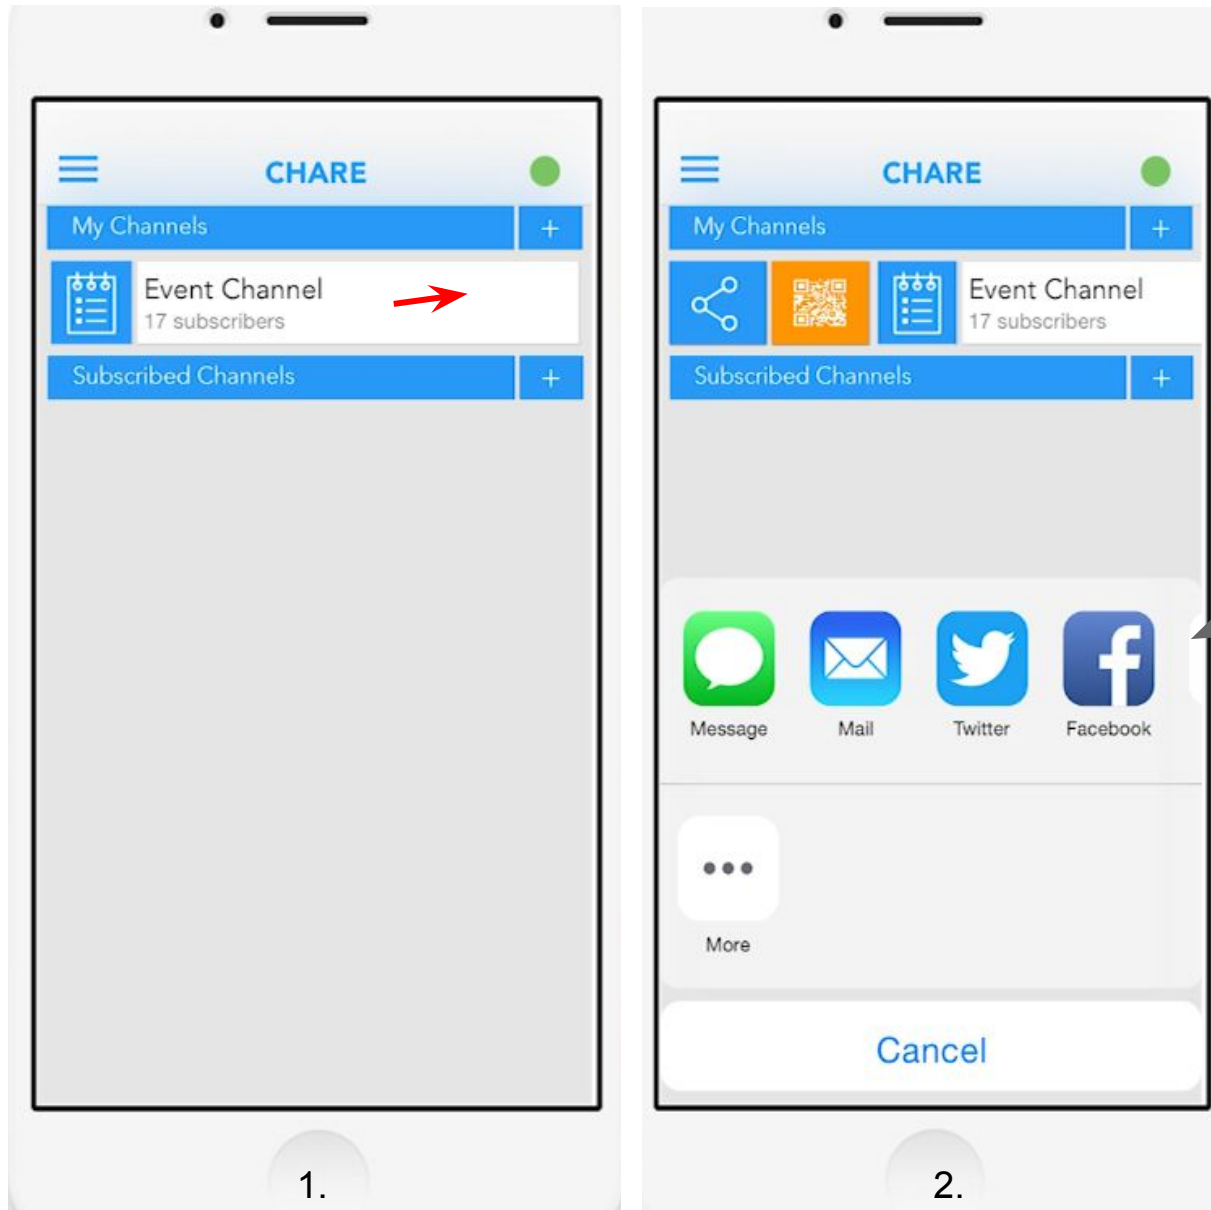 CHARE
My Channels +
Event Channel
17 subscribers
Subscribed Channels +
1.
CHARE
My Channels +
Event Channel
17 subscribers
Subscribed Channels +
Message Mail Twitter Facebook
More
Cancel
2.